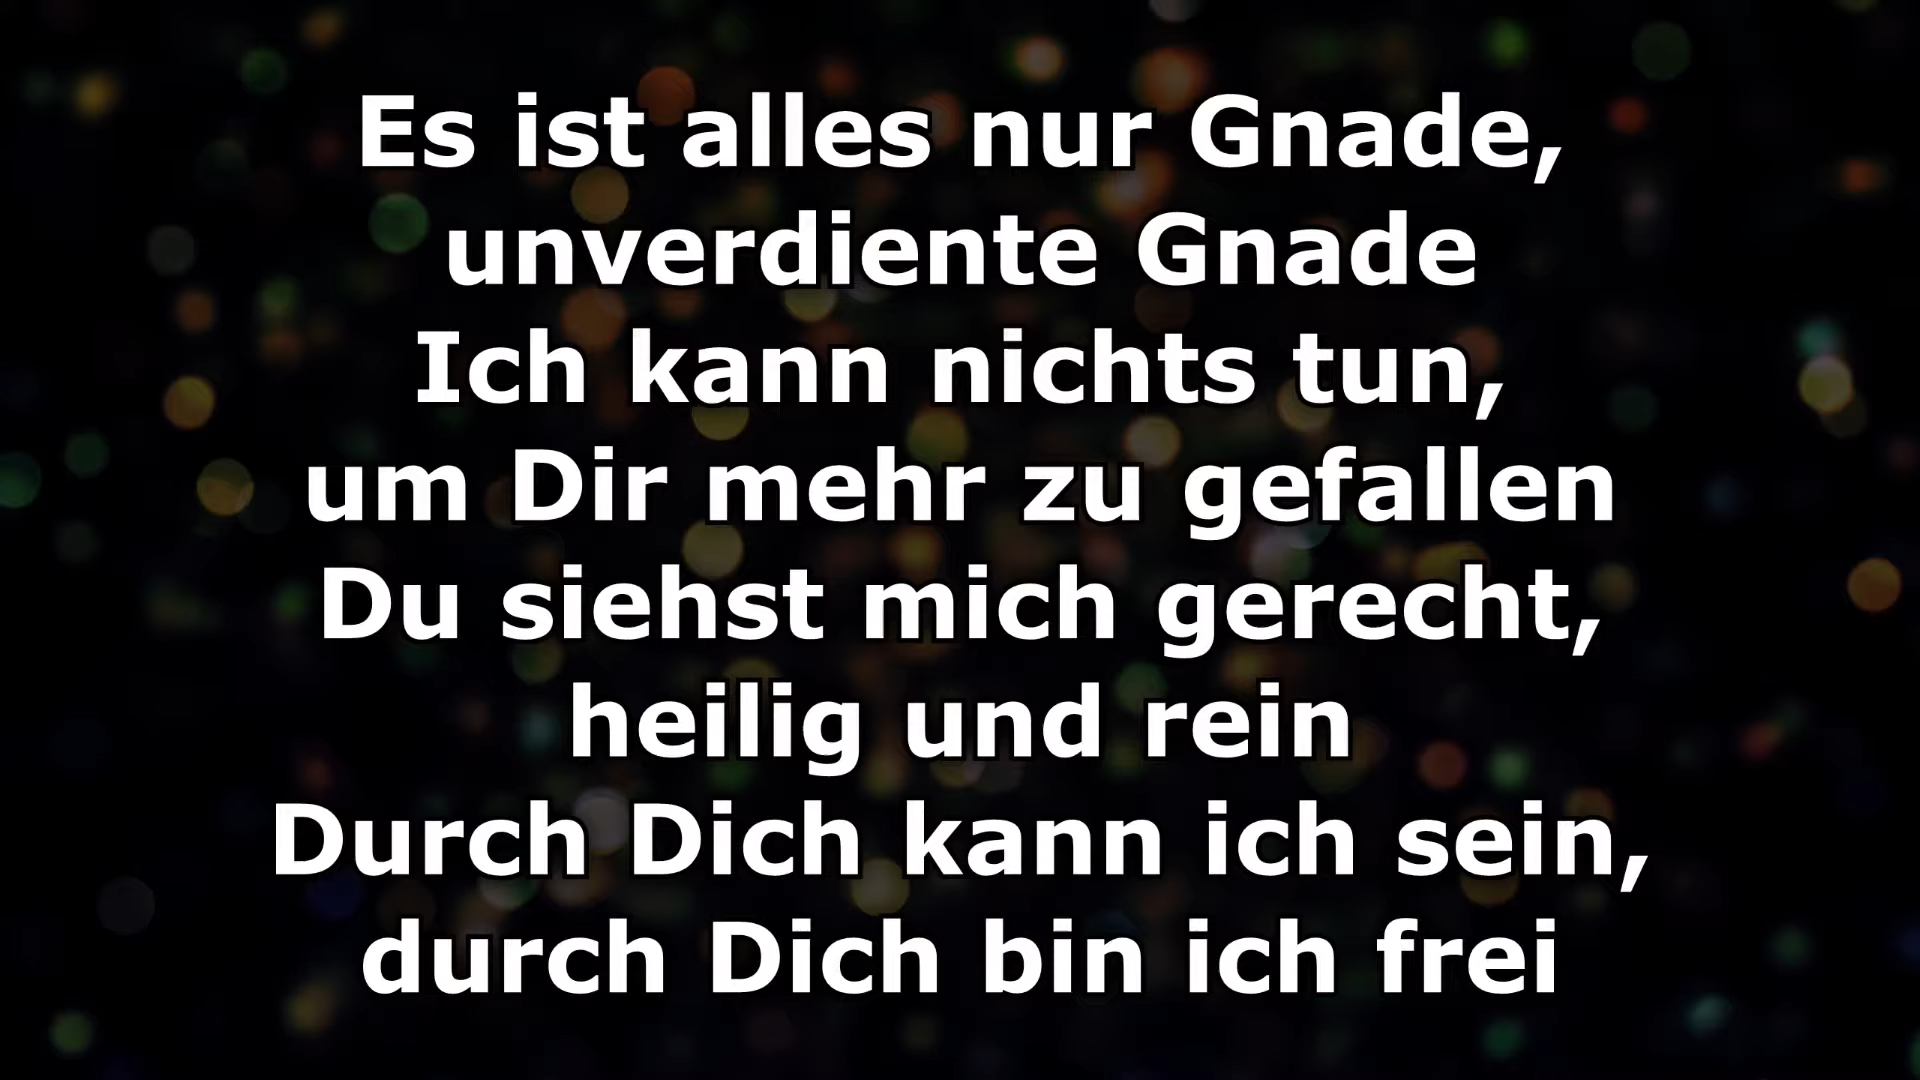 Es ist alles nur Gnade,
unverdiente Gnade
Ich kann nichts tun,
um Dir mehr zu gefallen
Du siehst mich gerecht,
heilig und rein
Durch Dich kann ich sein,
durch Dich bin ich frei